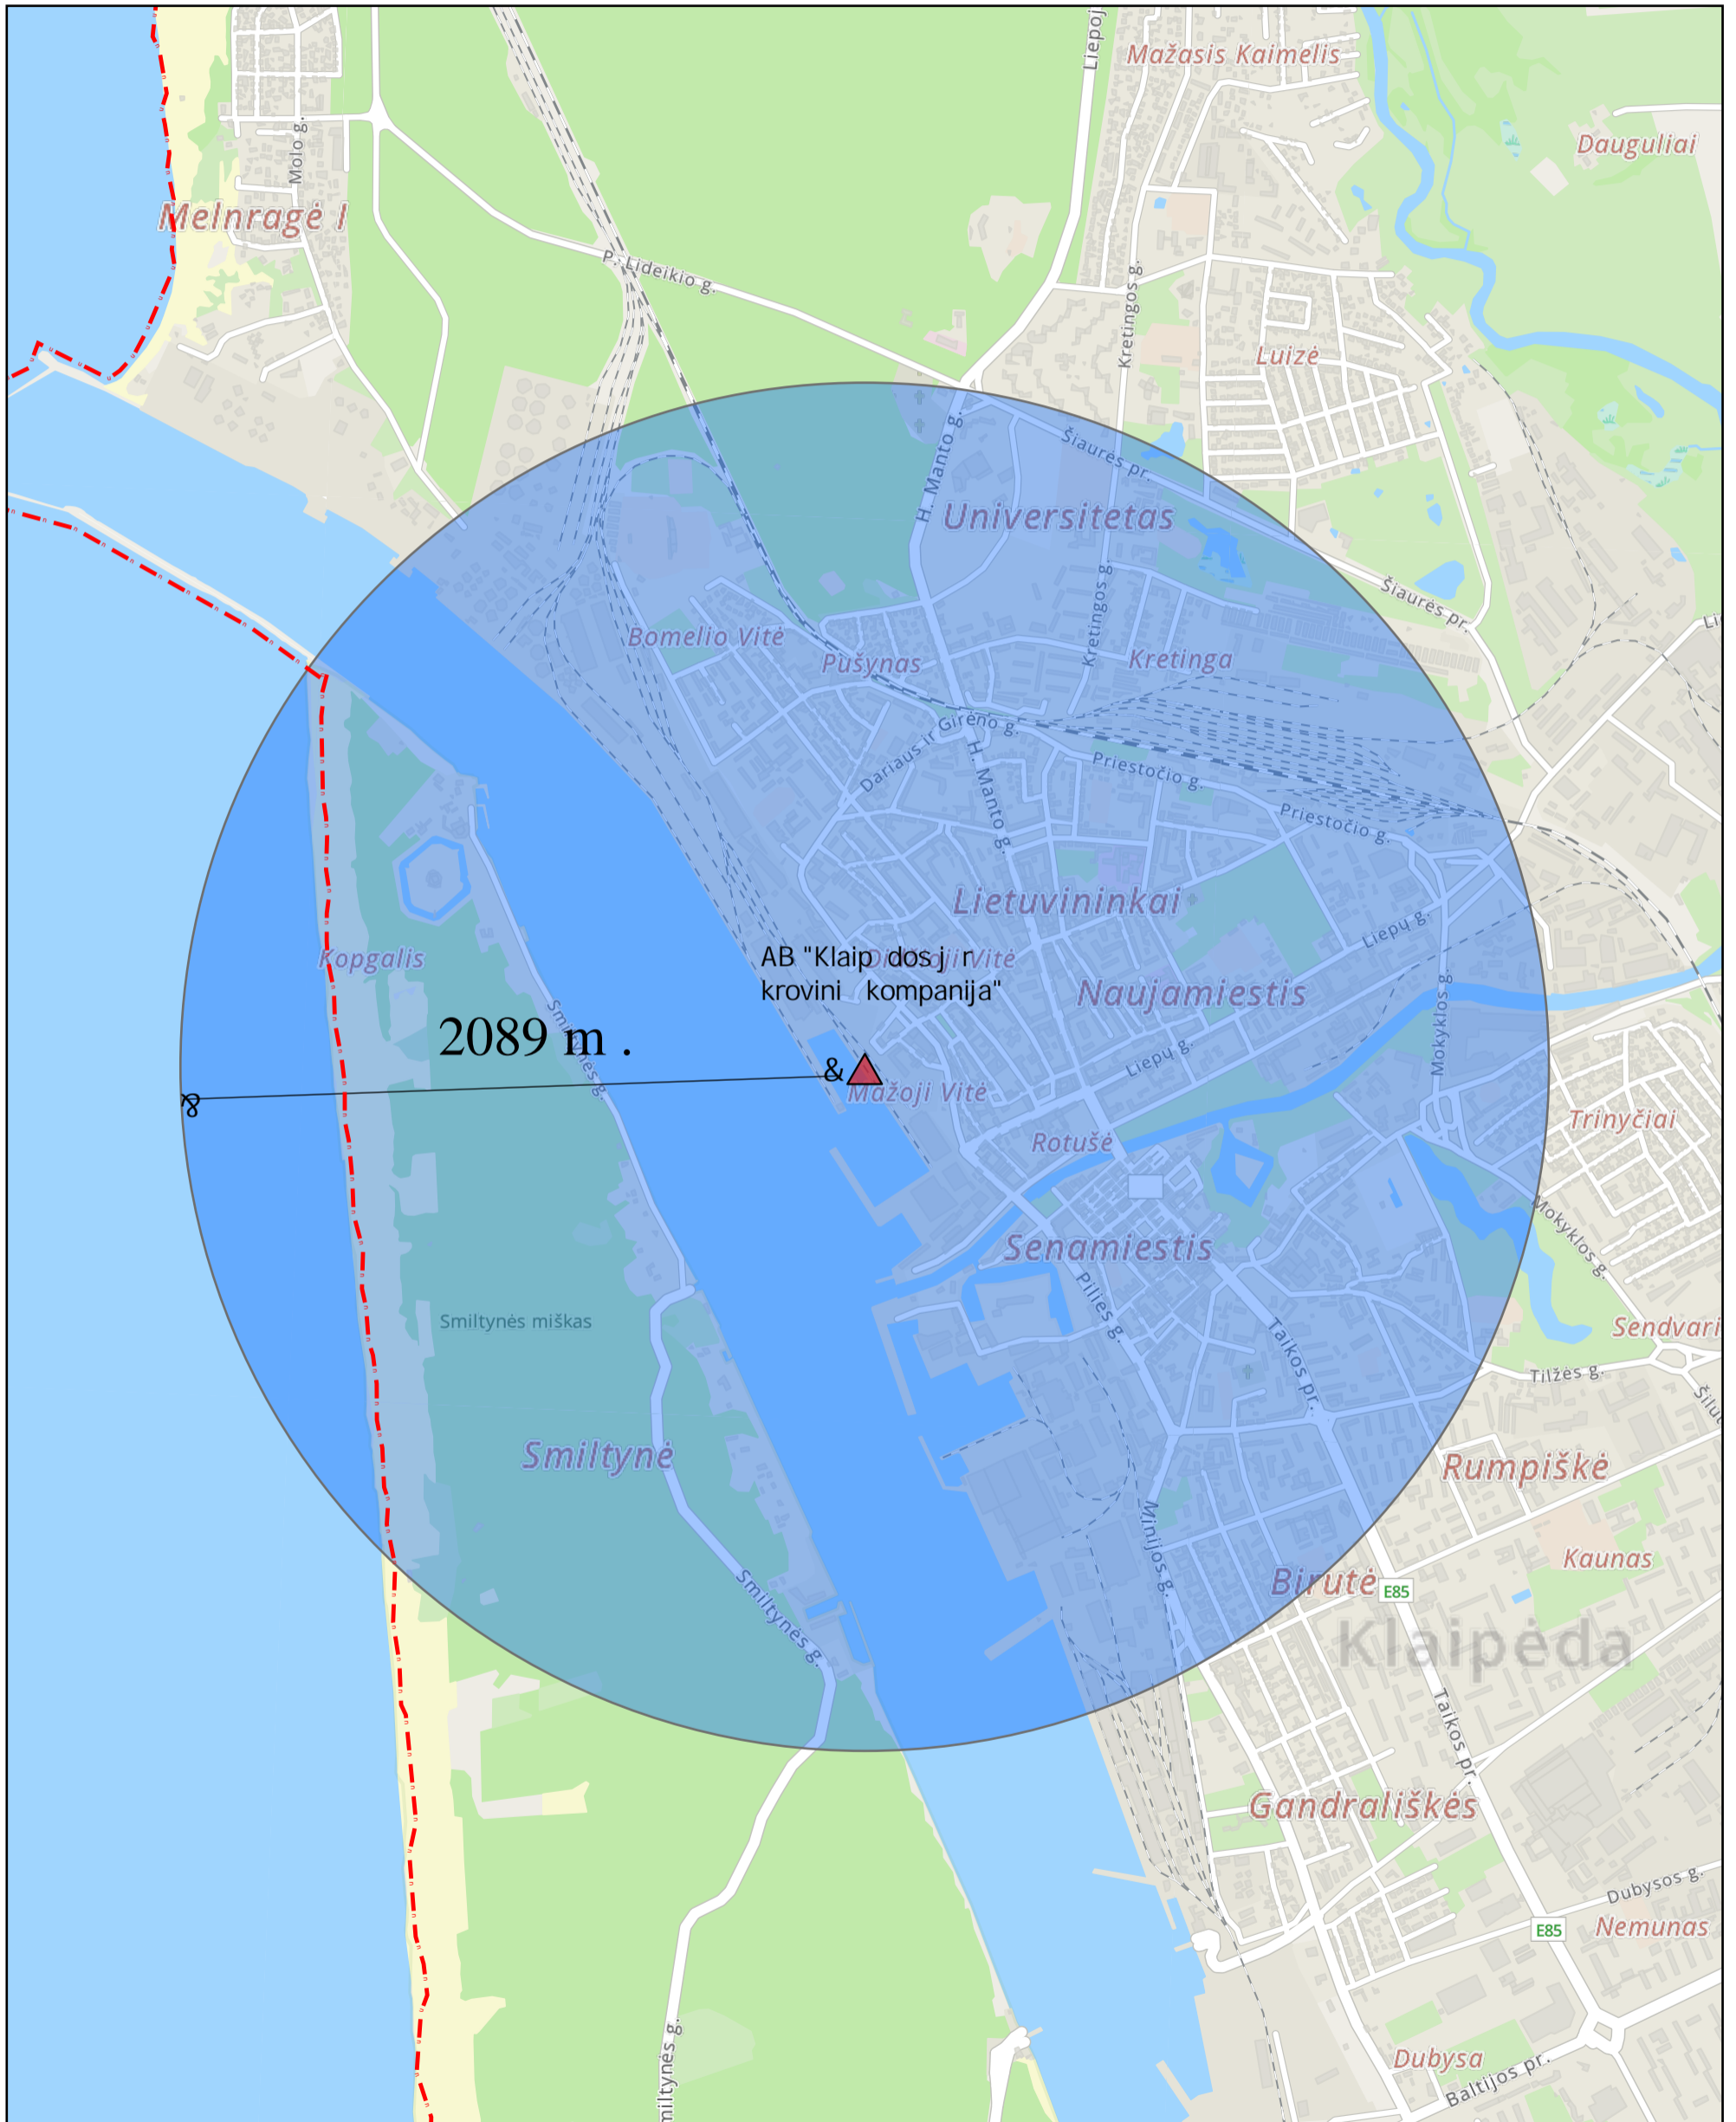 Liepoj
Mažasis Kaimelis
Dauguliai
Molo g.
Melnragė I
P. Lideikio g.
Kretingos g.
Luizė
H. Manto g.
Šiaurės pr.
Universitetas
Kretingos g.
Šiaurės pr.
Bomelio Vitė
Pušynas
Kretinga
Dariaus ir Girėno g.
H. Manto g.
Priestočio g.
Priestočio g.
Lietuvininkai
Liepų g.
Kopgalis
AB "Klaip dos j r
krovini kompanija"
Naujamiestis
Mokyklos g.
Smiltynės g.
2089 m .
Liepų g.
&
Mažoji Vitė
&
Trinyčiai
Rotušė
Senamiestis
Mokyklos g.
Pilies g.
Smiltynės miškas
Sendvari
Taikos pr.
Tilžės g.
Smiltynė
Rumpiškė
Minijos g.
Kaunas
Smiltynės g.
Birutė
E85
Klaipėda
Taikos pr.
Gandrališkės
Dubysos g.
Nemunas
E85
miltynės g.
Dubysa
Baltijos pr.